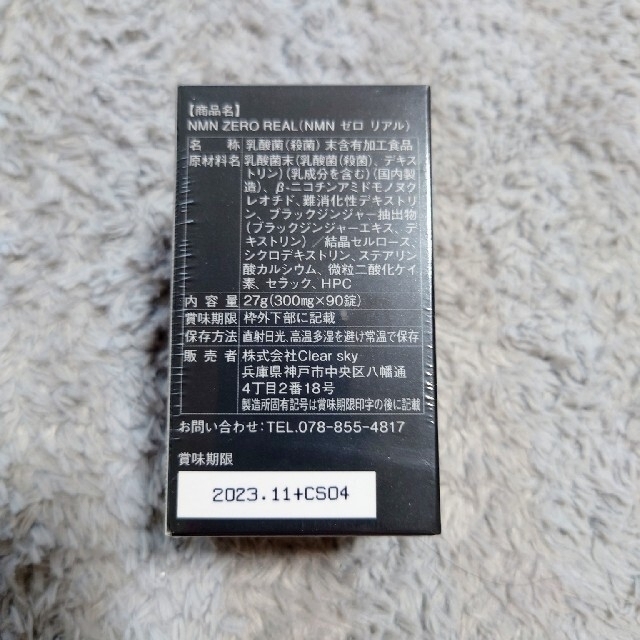 【商品名】
NMN ZERO REAL(NMN ゼロ リアル)
名称 乳酸菌(殺菌) 末含有加工食品
原材料名 乳酸菌末(乳酸菌(殺菌)、デキス
トリン)(乳成分を含む)(国内製
造)、β-ニコチンアミドモノヌク
レオチド、難消化性デキストリ
ン、ブラックジンジャー抽出物
(ブラックジンジャーエキス、デ
キストリン)/結晶セルロース、
シクロデキストリン、ステアリン
酸カルシウム、微粒二酸化ケイ
素、セラック、HPC
内容量 27g(300mg×90錠)
賞味期限 枠外下部に記載
保存方法 直射日光、高温多湿を避け常温で保存
販売者 株式会社Clear sky
兵庫県神戸市中央区八幡通
4丁目2番18号
製造所固有記号は賞味期限印字の後に記載
お問い合わせ:TEL.078-855-4817
賞味期限
2023.11+CS04